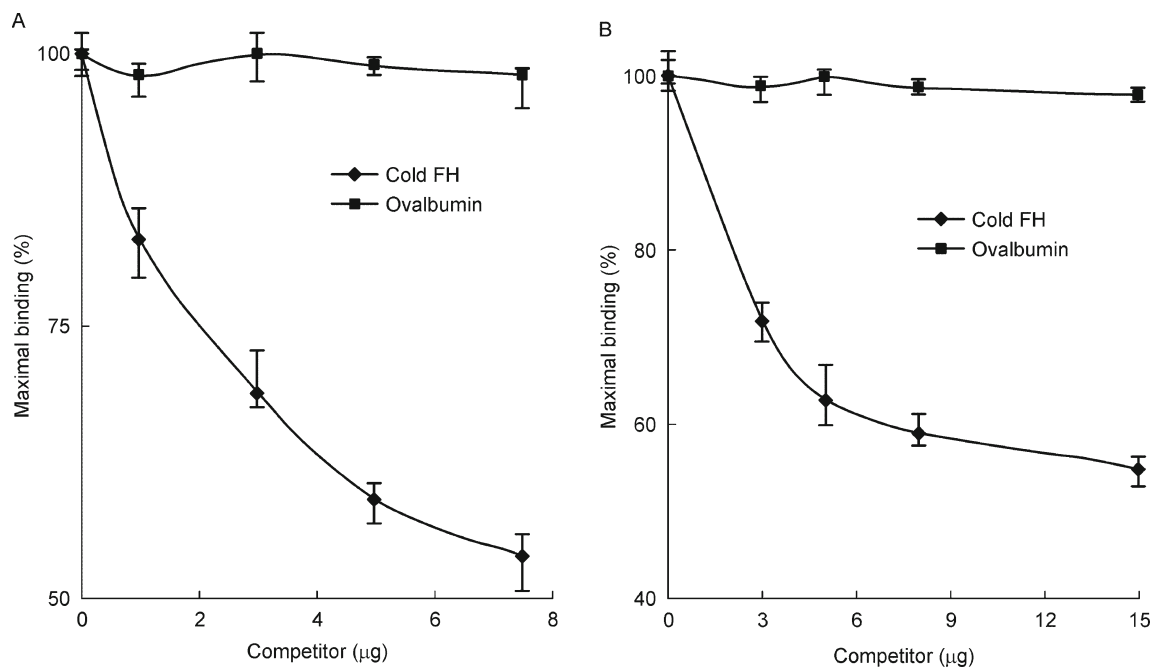 A
100
75
50
0
2
4
6
8
Maximal binding (%)
Competitor (μg)
Cold FH
Ovalbumin
B
100
80
60
40
0
3
6
9
12
15
Maximal binding (%)
Competitor (μg)
Cold FH
Ovalbumin